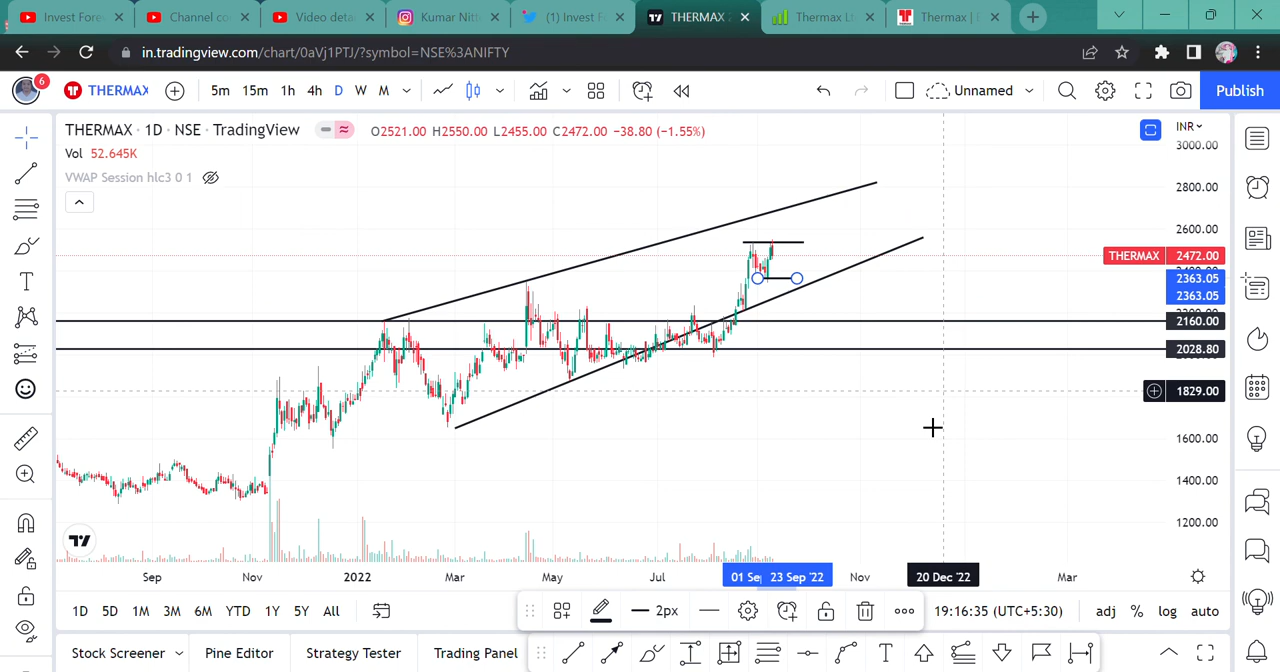 Invest Fore
Channel co
Video deta
Kumar Nitt
(1) Invest F
THERMAX
Thermax L
Thermax |
in.tradingview.com/chart/0aVj1PTJ/?symbol=NSE%3ANIFTY
6
THERMAX
5m 15m 1h 4h D W M
Unnamed
Publish
THERMAX · 1D · NSE · TradingView
O2521.00 H2550.00 L2455.00 C2472.00 −38.80 (−1.55%)
INR
Vol 52.645K
VWAP Session hlc3 0 1
3000.00
2800.00
2600.00
THERMAX 2472.00
2363.05
2363.05
2160.00
2028.80
1829.00
1600.00
1400.00
1200.00
Sep Nov 2022 Mar May Jul 01 Sep 23 Sep '22 Nov 20 Dec '22 Mar
1D 5D 1M 3M 6M YTD 1Y 5Y All
2px
19:16:35 (UTC+5:30)
adj % log auto
Stock Screener
Pine Editor
Strategy Tester
Trading Panel